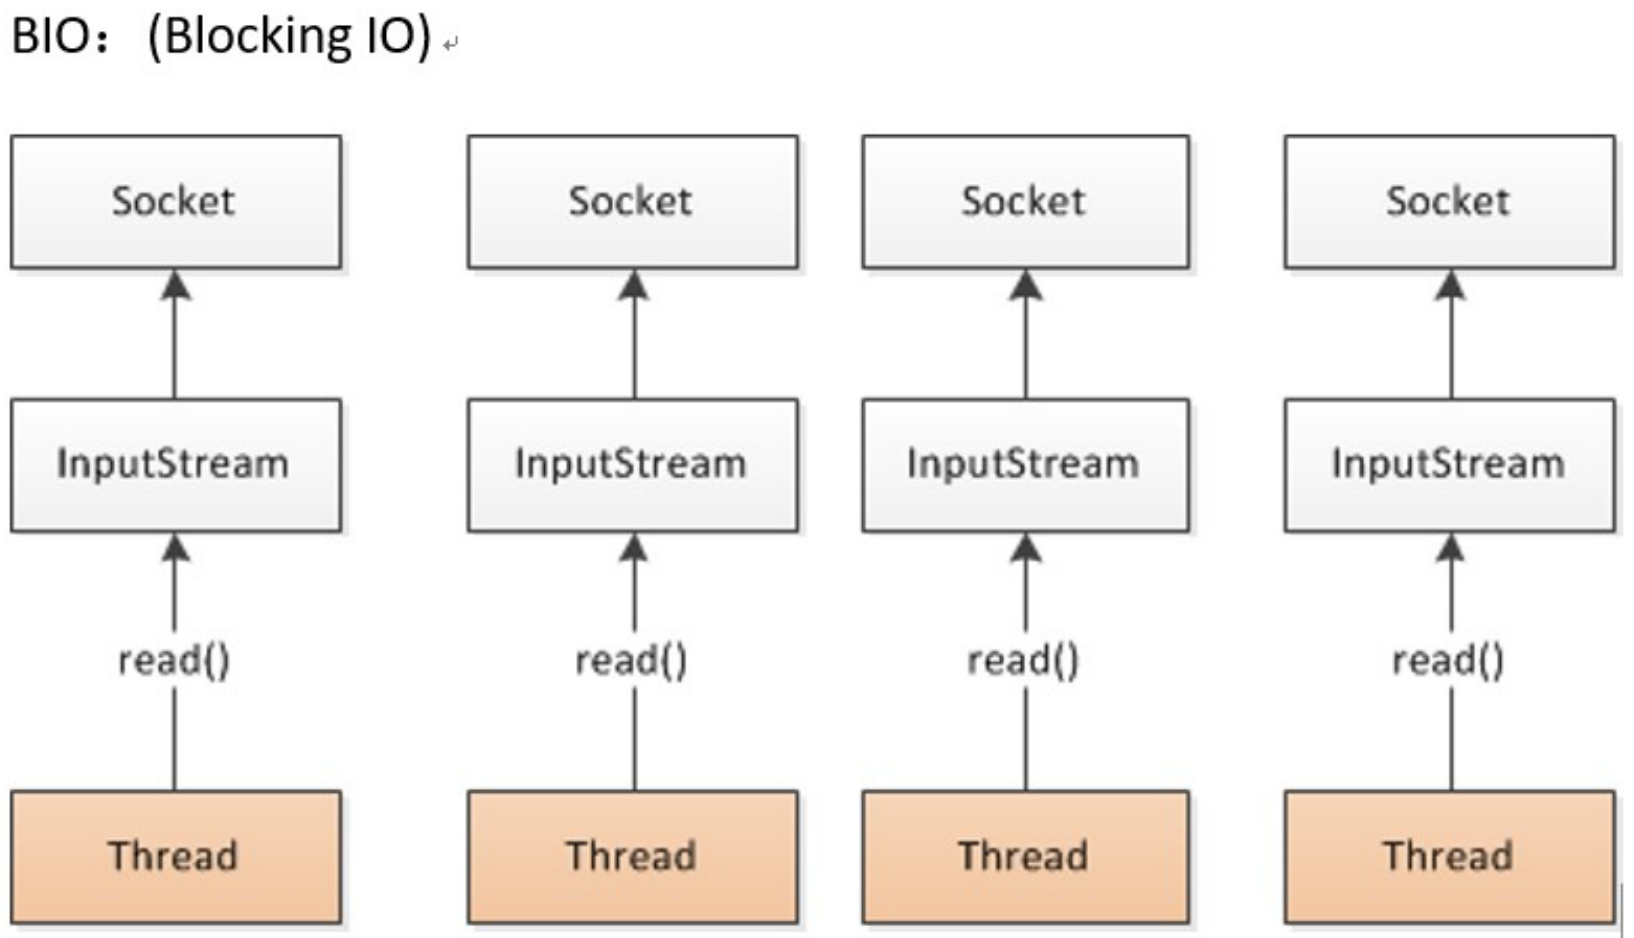 BIO：(Blocking IO) ↵
Socket Socket Socket Socket
InputStream InputStream InputStream InputStream
read() read() read() read()
Thread Thread Thread Thread